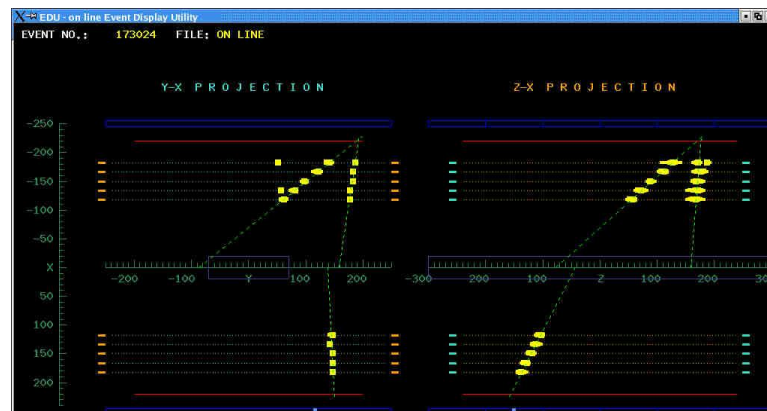 EDU - on line Event Display Utility
EVENT NO.: 173024 FILE: ON LINE
Y-X PROJECTION Z-X PROJECTION
-250
-200
-150
-100
-50
X
-200 -100 Y 100 200 -300 -200 -100 Z 100 200 300
50
100
150
200